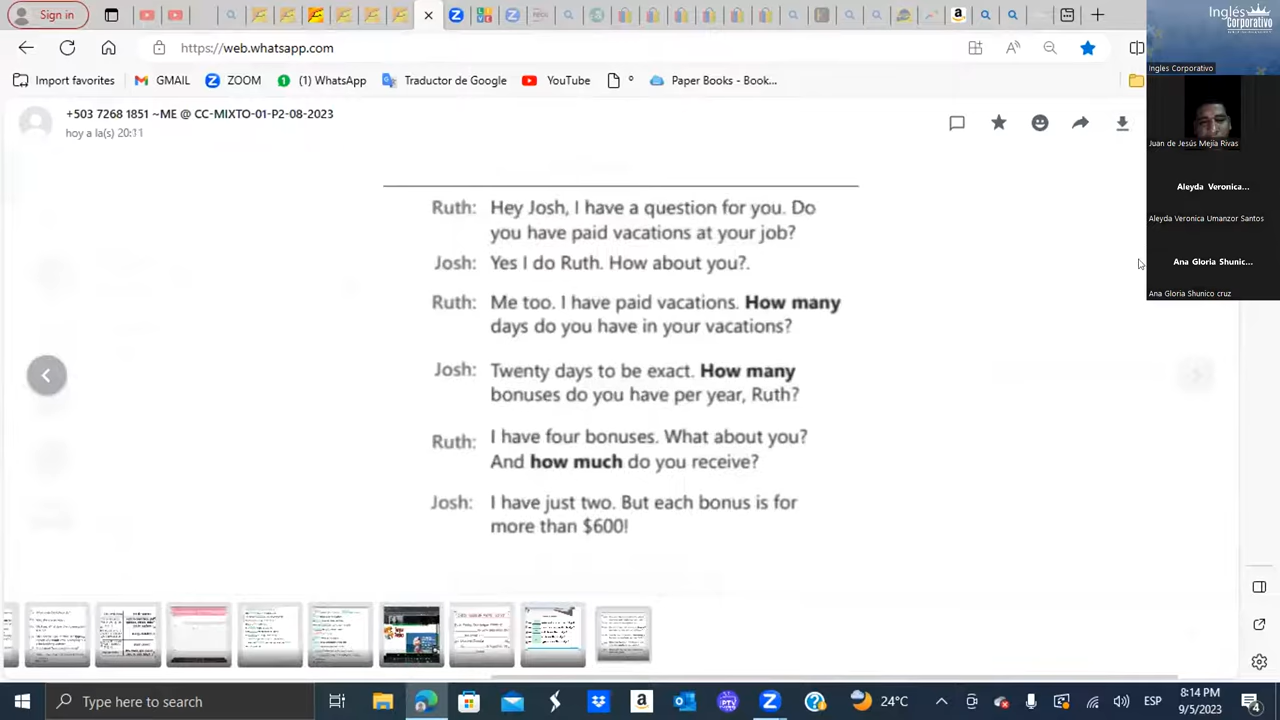 Sign in
Inglés
Corporativo
https://web.whatsapp.com
Import favorites
GMAIL
ZOOM
(1) WhatsApp
Traductor de Google
YouTube
Paper Books - Book...
Ingles Corporativo
+503 7268 1851 ~ME @ CC-MIXTO-01-P2-08-2023
hoy a la(s) 20:11
Juan de Jesús Mejía Rivas
Aleyda Veronica...
Aleyda Veronica Umanzor Santos
Ana Gloria Shunic...
Ana Gloria Shunico cruz
Ruth: Hey Josh, I have a question for you. Do
you have paid vacations at your job?
Josh: Yes I do Ruth. How about you?.
Ruth: Me too. I have paid vacations. How many
days do you have in your vacations?
Josh: Twenty days to be exact. How many
bonuses do you have per year, Ruth?
Ruth: I have four bonuses. What about you?
And how much do you receive?
Josh: I have just two. But each bonus is for
more than $600!
Type here to search
24°C
ESP
8:14 PM
9/5/2023
4